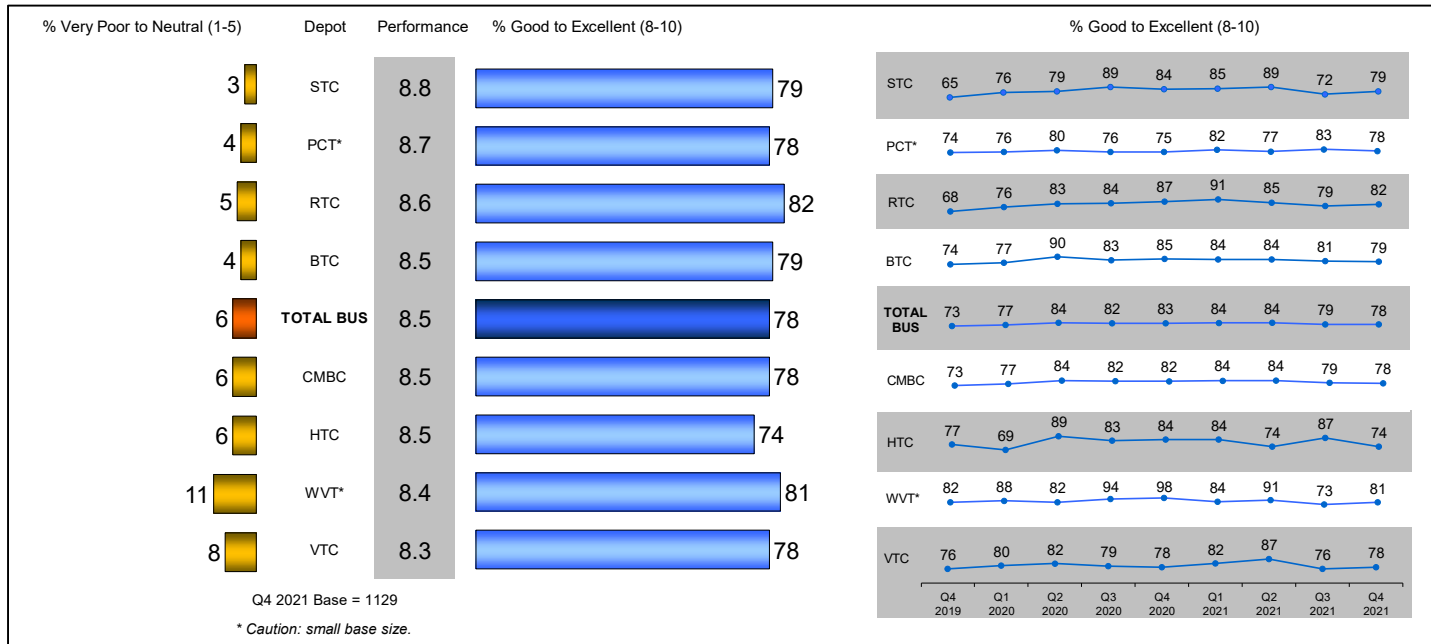 % Very Poor to Neutral (1-5) Depot Performance % Good to Excellent (8-10)
3 STC 8.8 79
4 PCT* 8.7 78
5 RTC 8.6 82
4 BTC 8.5 79
6 TOTAL BUS 8.5 78
6 CMBC 8.5 78
6 HTC 8.5 74
11 WVT* 8.4 81
8 VTC 8.3 78
Q4 2021 Base = 1129
* Caution: small base size.
% Good to Excellent (8-10)
STC 65 76 79 89 84 85 89 72 79
PCT* 74 76 80 76 75 82 77 83 78
RTC 68 76 83 84 87 91 85 79 82
BTC 74 77 90 83 85 84 84 81 79
TOTAL
BUS 73 77 84 82 83 84 84 79 78
CMBC 73 77 84 82 82 84 84 79 78
HTC 77 69 89 83 84 84 74 87 74
WVT* 82 88 82 94 98 84 91 73 81
VTC 76 80 82 79 78 82 87 76 78
Q4 Q1 Q2 Q3 Q4 Q1 Q2 Q3 Q4
2019 2020 2020 2020 2020 2021 2021 2021 2021